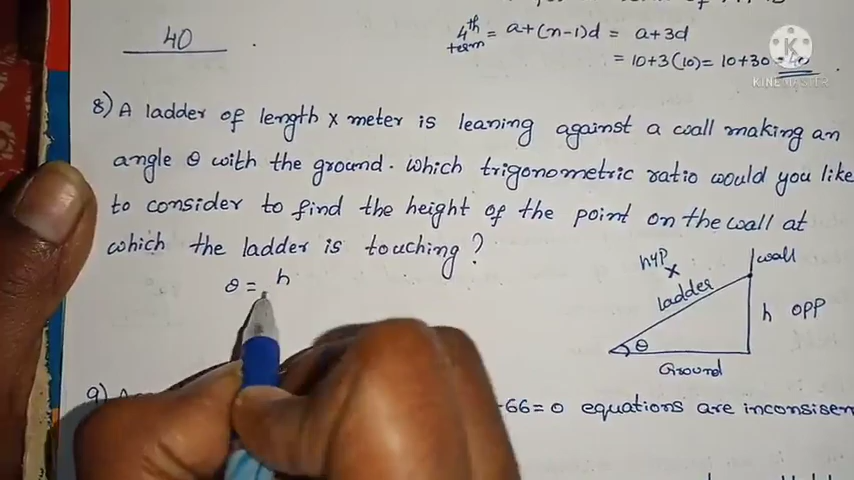 40
4th term = a+(n-1)d = a+3d
= 10+3(10)= 10+30 = 40
KINEMASTER
8) A ladder of length x meter is leaning against a wall making an
angle θ with the ground. which trigonometric ratio would you like
to consider to find the height of the point on the wall at
which the ladder is touching?
θ = h
hyp
x
ladder
wall
h opp
θ
Ground
9)
-66=0 equations are inconsisen